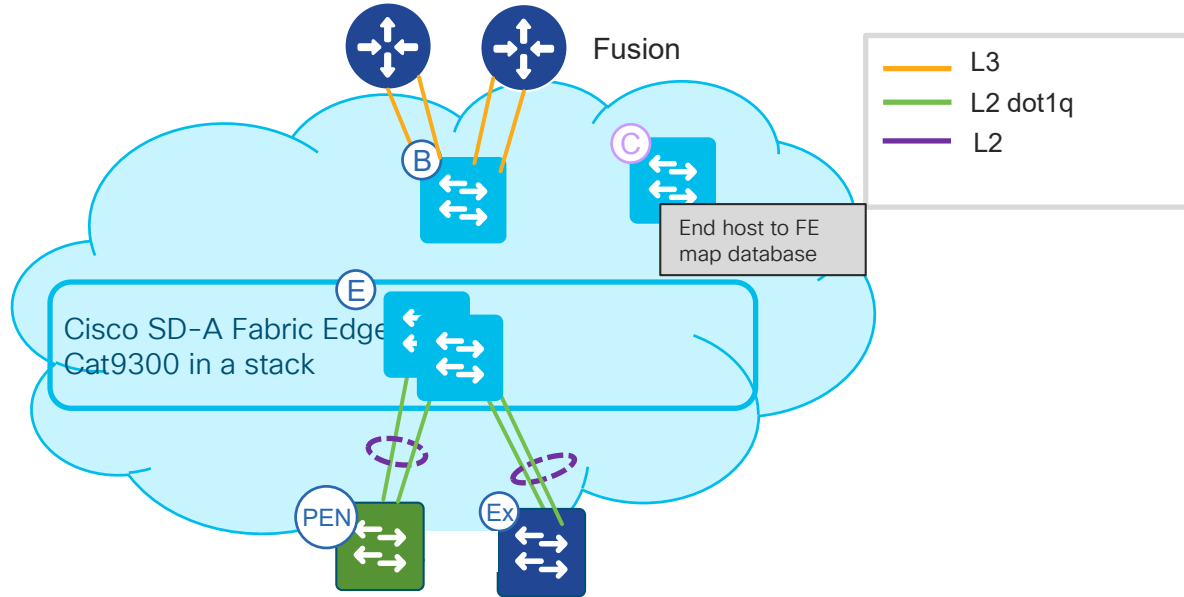 Fusion
L3
L2 dot1q
L2
B
C
End host to FE
map database
E
Cisco SD-A Fabric Edge
Cat9300 in a stack
PEN
Ex